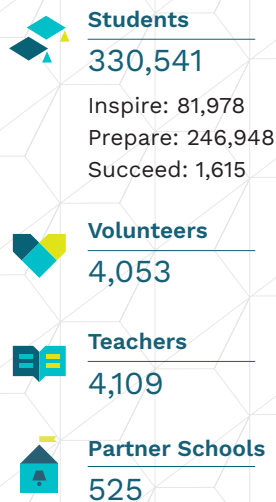 Students
330,541
Inspire: 81,978
Prepare: 246,948
Succeed: 1,615
Volunteers
4,053
Teachers
4,109
Partner Schools
525